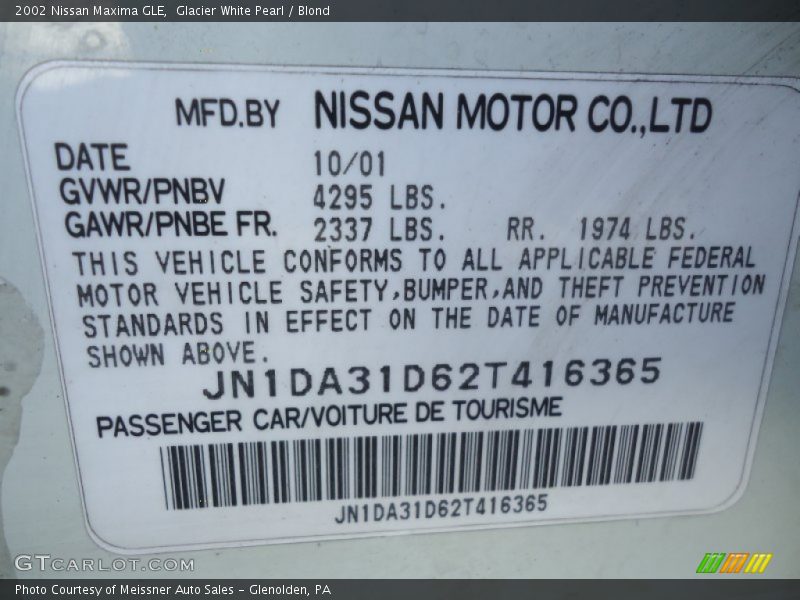 2002 Nissan Maxima GLE,  Glacier White Pearl / Blond
MFD.BY NISSAN MOTOR CO.,LTD
DATE 10/01
GVWR/PNBV 4295 LBS.
GAWR/PNBE FR. 2337 LBS. RR. 1974 LBS.
THIS VEHICLE CONFORMS TO ALL APPLICABLE FEDERAL
MOTOR VEHICLE SAFETY,BUMPER,AND THEFT PREVENTION
STANDARDS IN EFFECT ON THE DATE OF MANUFACTURE
SHOWN ABOVE.
JN1DA31D62T416365
PASSENGER CAR/VOITURE DE TOURISME
JN1DA31D62T416365
GTCARLOT.COM
Photo Courtesy of Meissner Auto Sales - Glenolden, PA